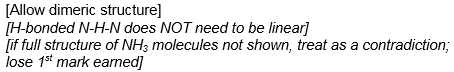 [Allow dimeric structure]
[H-bonded N-H-N does NOT need to be linear]
[if full structure of NH₃ molecules not shown, treat as a contradiction;
lose 1ˢᵗ mark earned]